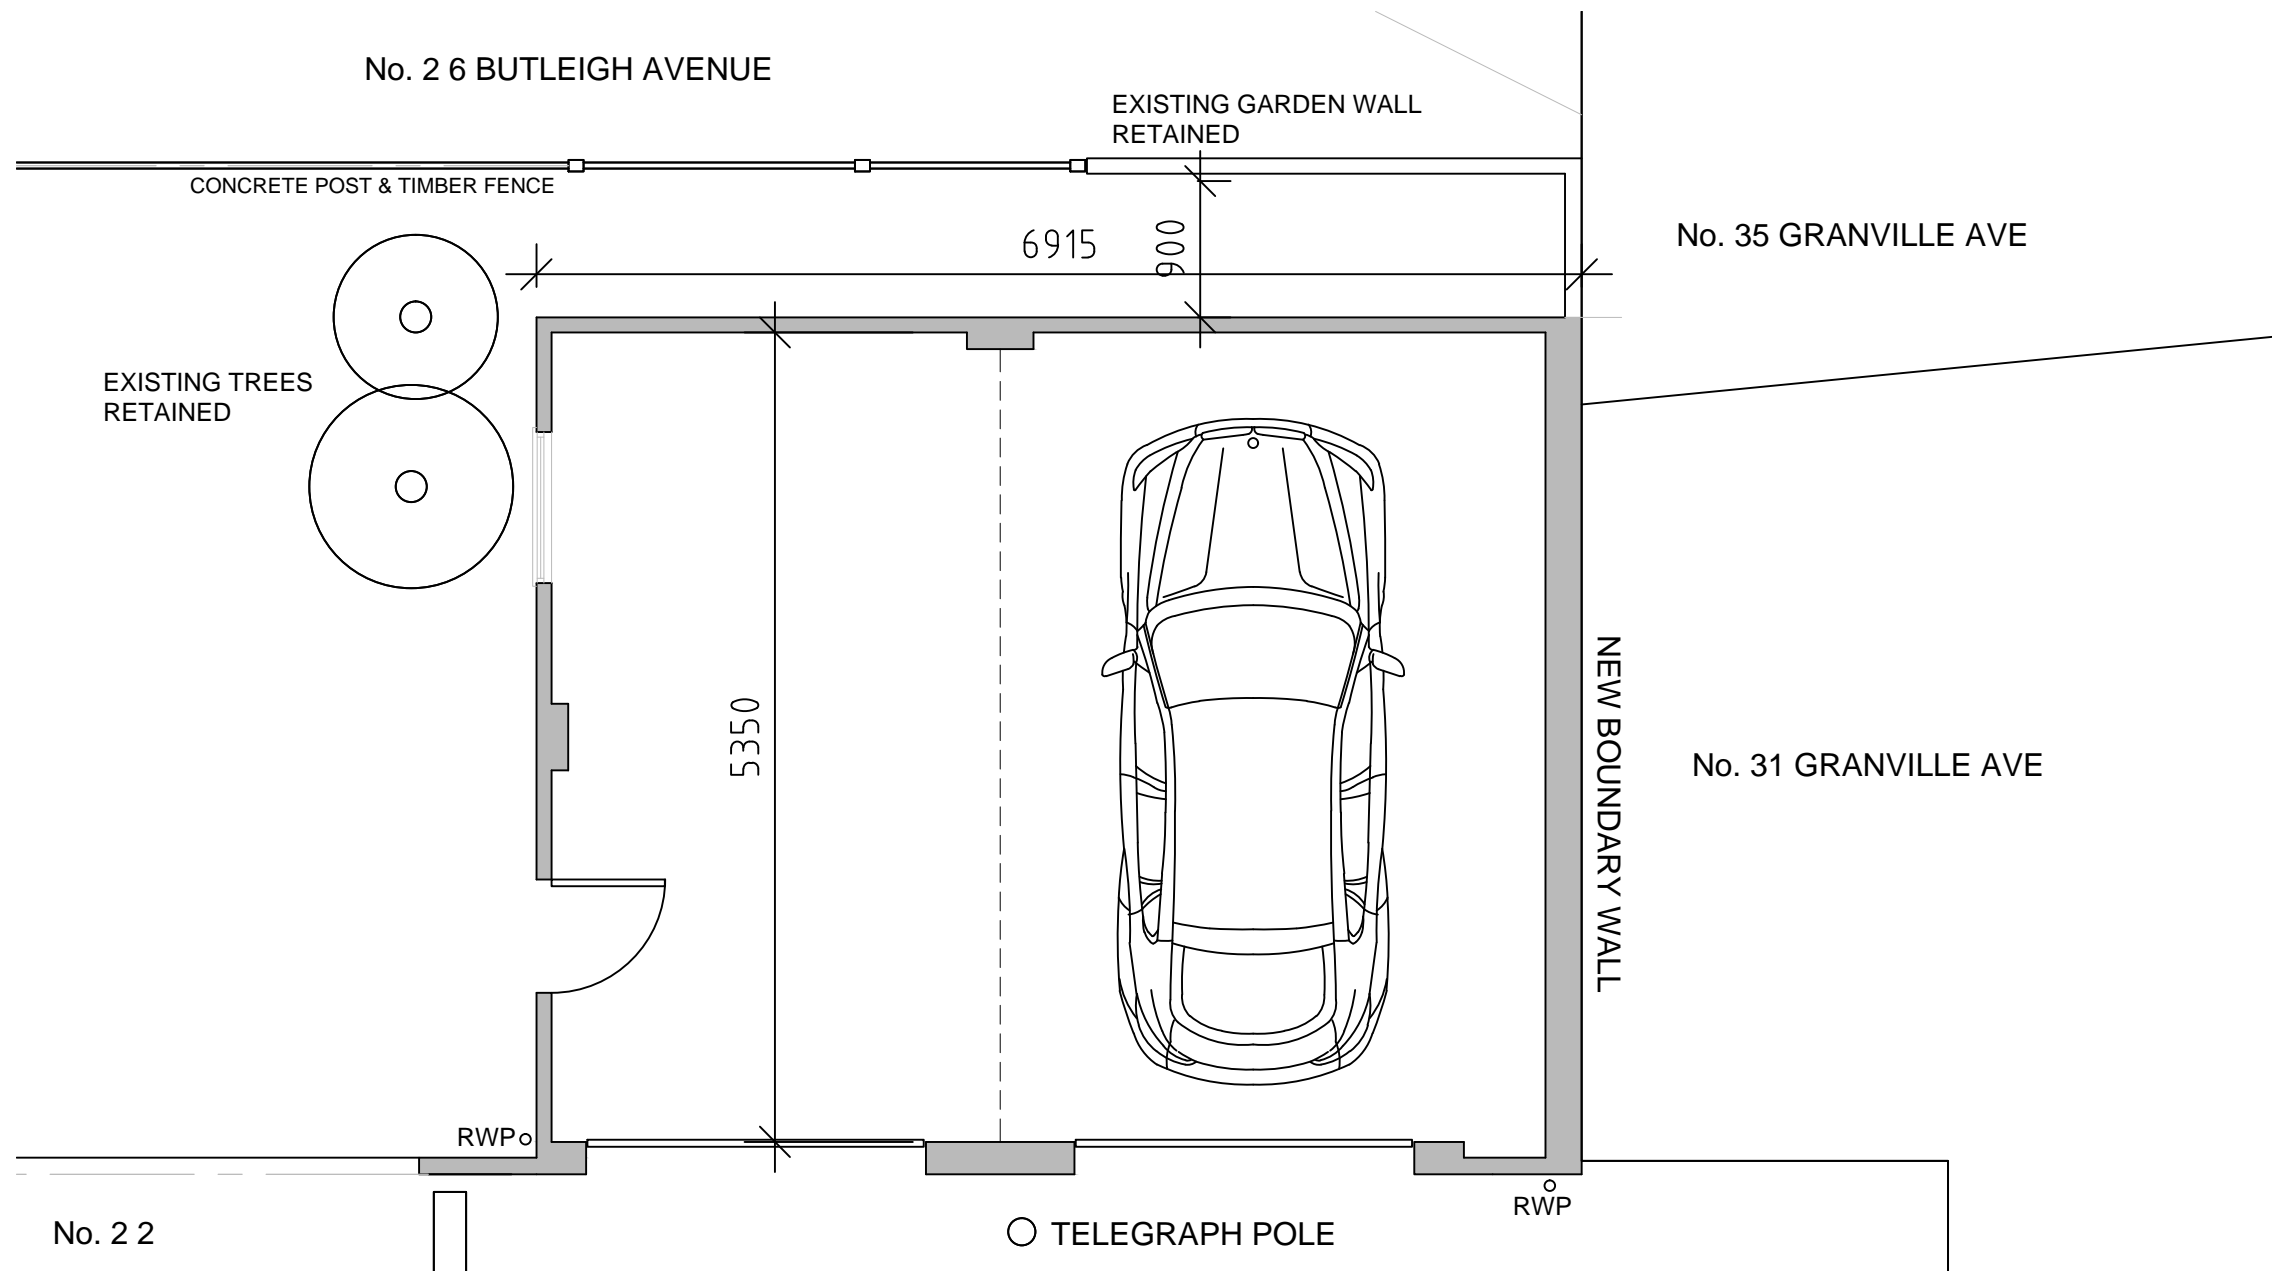 No. 2 6 BUTLEIGH AVENUE
EXISTING GARDEN WALL
RETAINED
CONCRETE POST & TIMBER FENCE
6915
900
No. 35 GRANVILLE AVE
EXISTING TREES
RETAINED
5350
NEW BOUNDARY WALL
No. 31 GRANVILLE AVE
RWP
RWP
No. 2 2
TELEGRAPH POLE